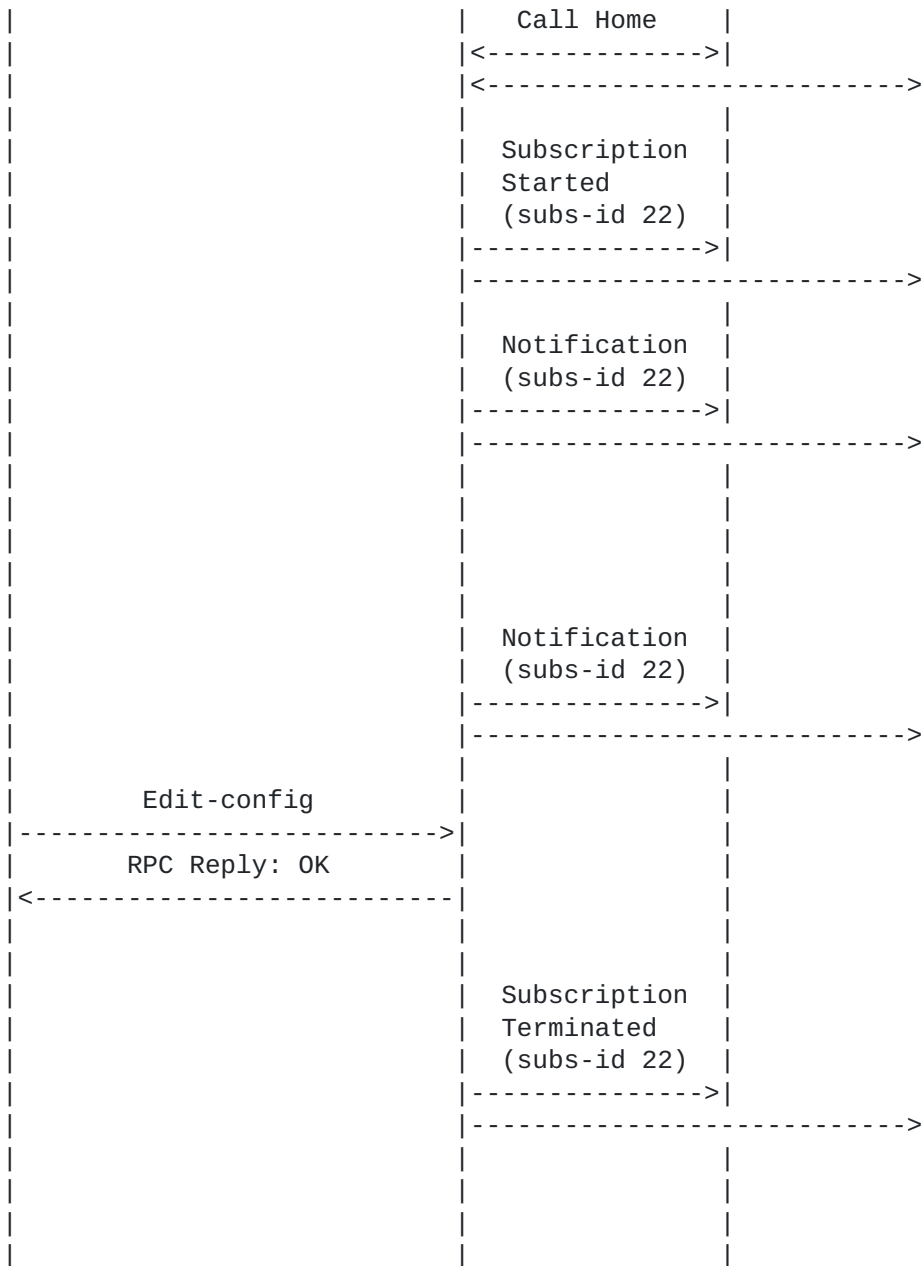 Call Home
Subscription
Started
(subs-id 22)
Notification
(subs-id 22)
Notification
(subs-id 22)
Edit-config
RPC Reply: OK
Subscription
Terminated
(subs-id 22)